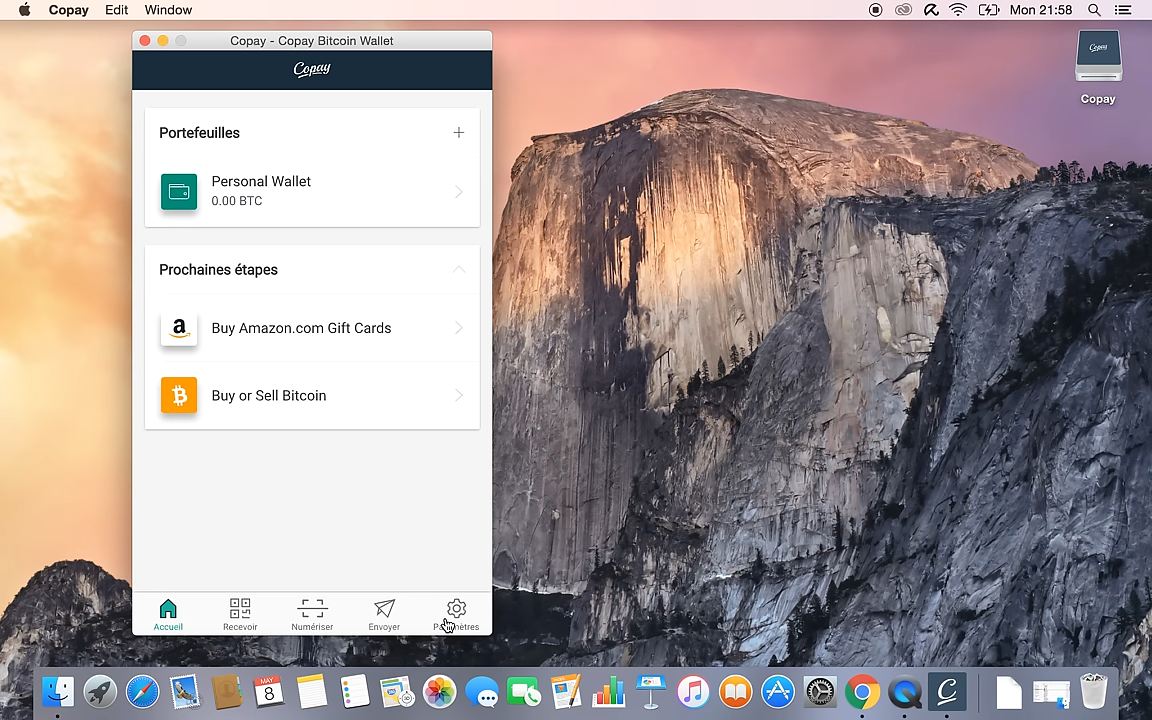 Copay Edit Window Mon 21:58
Copay - Copay Bitcoin Wallet
Copay
Copay
Copay
Portefeuilles
Personal Wallet
0.00 BTC
Prochaines étapes
Buy Amazon.com Gift Cards
Buy or Sell Bitcoin
Accueil Recevoir Numériser Envoyer
MAY
8